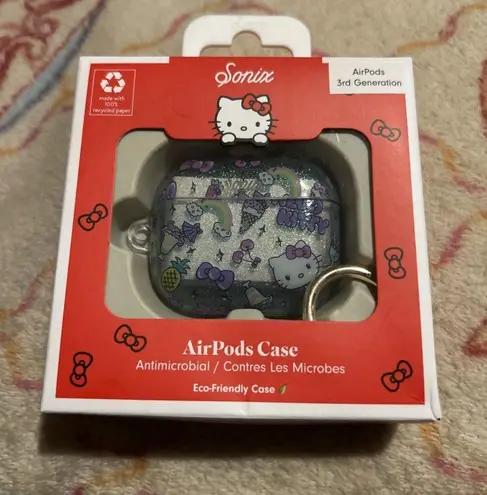 Sonix
made with
100%
recycled paper
AirPods
3rd Generation
AirPods Case
Antimicrobial / Contres Les Microbes
Eco-Friendly Case